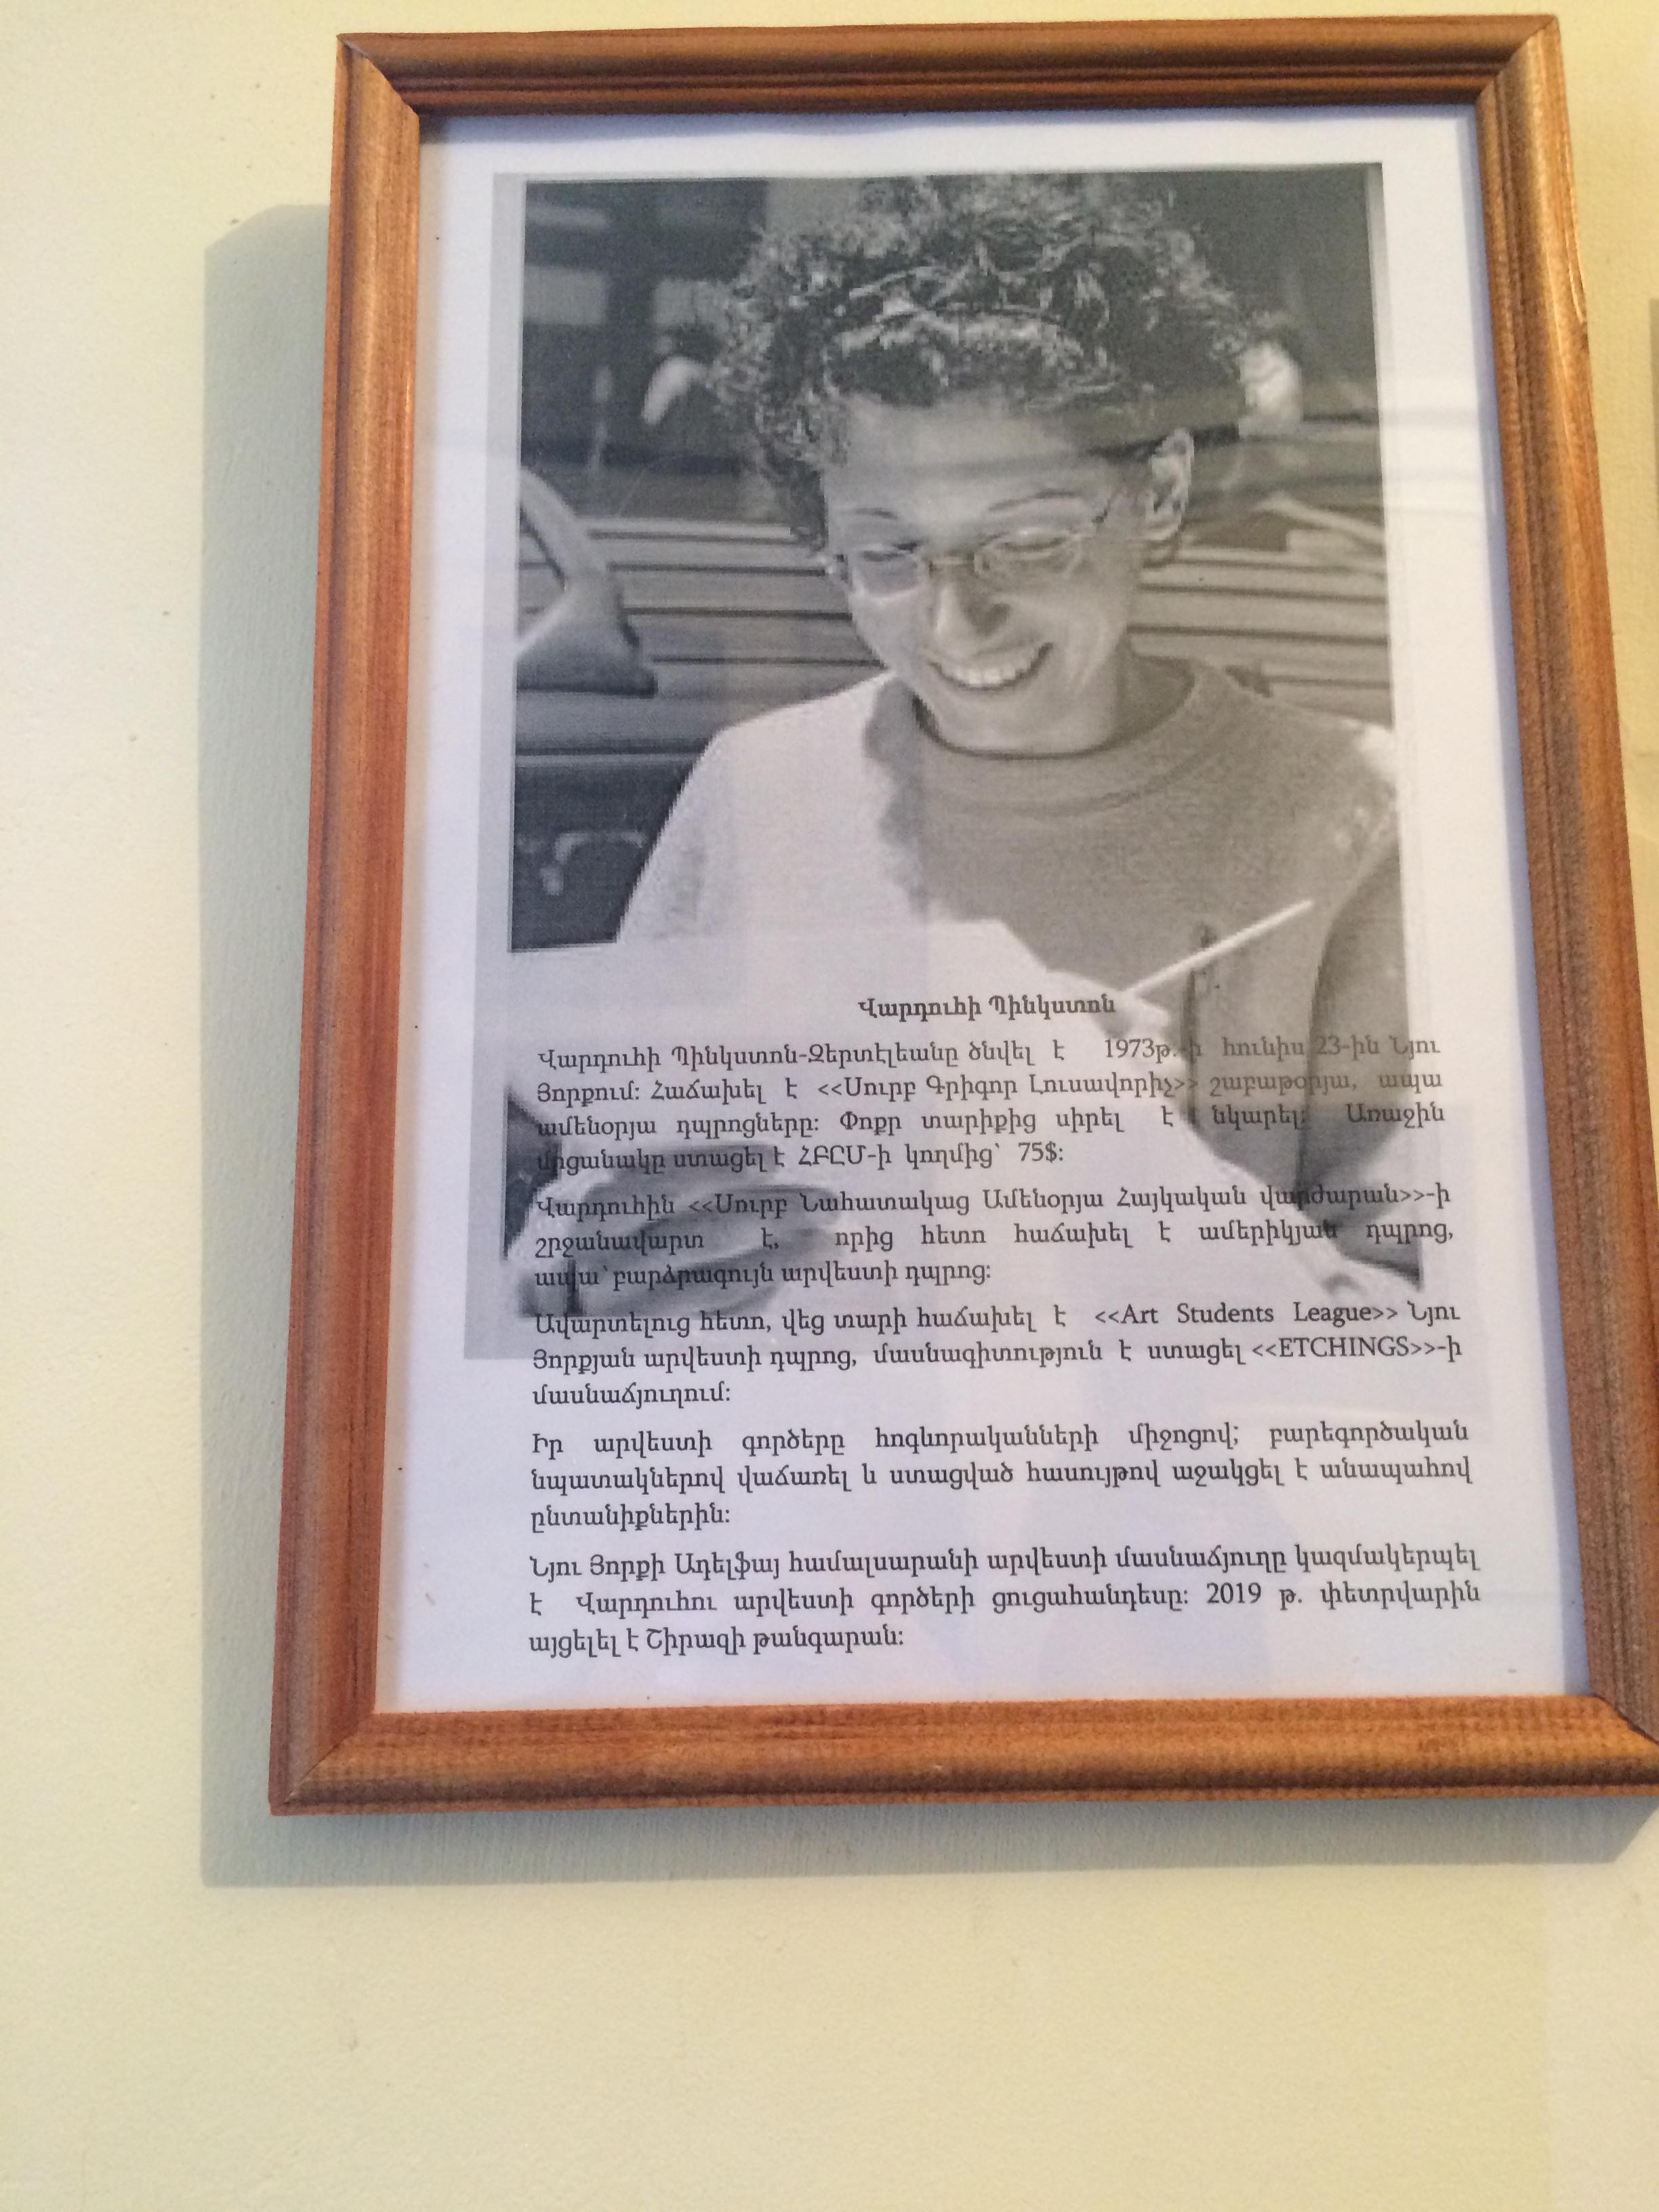 Վարդուհի Պինկստոն
Վարդուհի Պինկստոն-Զերտէլեանը ծնվել է 1973թ.-ի հունիս 23-ին Նյու
Յորքում: Հաճախել է <<Սուրբ Գրիգոր Լուսավորիչ>> շաբաթօրյա, ապա
ամենօրյա դպրոցները: Փոքր տարիքից սիրել է նկարել: Առաջին
մրցանակը ստացել է ՀԲԸՄ-ի կողմից՝ 75$:
Վարդուհին <<Սուրբ Նահատակաց Ամենօրյա Հայկական վարժարան>>-ի
շրջանավարտ է, որից հետո հաճախել է ամերիկյան դպրոց,
ապա՝ բարձրագույն արվեստի դպրոց:
Ավարտելուց հետո, վեց տարի հաճախել է <<Art Students League>> Նյու
Յորքյան արվեստի դպրոց, մասնագիտություն է ստացել <<ETCHINGS>>-ի
մասնաճյուղում:
Իր արվեստի գործերը հոգևորականների միջոցով; բարեգործական
նպատակներով վաճառել և ստացված հասույթով աջակցել է անապահով
ընտանիքներին:
Նյու Յորքի Ադելֆայ համալսարանի արվեստի մասնաճյուղը կազմակերպել
է Վարդուհու արվեստի գործերի ցուցահանդեսը: 2019 թ. փետրվարին
այցելել է Շիրազի թանգարան: